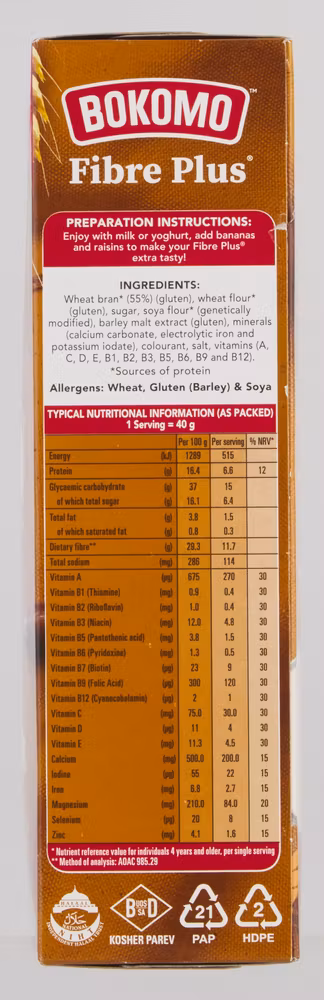 BOKOMO™
Fibre Plus®
PREPARATION INSTRUCTIONS:
Enjoy with milk or yoghurt, add bananas
and raisins to make your Fibre Plus®
extra tasty!
INGREDIENTS:
Wheat bran* (55%) (gluten), wheat flour*
(gluten), sugar, soya flour* (genetically
modified), barley malt extract (gluten), minerals
(calcium carbonate, electrolytic iron and
potassium iodate), colourant, salt, vitamins (A,
C, D, E, B1, B2, B3, B5, B6, B9 and B12).
*Sources of protein
Allergens: Wheat, Gluten (Barley) & Soya
TYPICAL NUTRITIONAL INFORMATION (AS PACKED)
1 Serving = 40 g
Per 100 g Per serving % NRV*
Energy (kJ) 1289 515
Protein (g) 16.4 6.6 12
Glycaemic carbohydrate (g) 37 15
of which total sugar (g) 16.1 6.4
Total fat (g) 3.8 1.5
of which saturated fat (g) 0.8 0.3
Dietary fibre** (g) 29.3 11.7
Total sodium (mg) 286 114
Vitamin A (µg) 675 270 30
Vitamin B1 (Thiamine) (mg) 0.9 0.4 30
Vitamin B2 (Riboflavin) (mg) 1.0 0.4 30
Vitamin B3 (Niacin) (mg) 12.0 4.8 30
Vitamin B5 (Pantothenic acid) (mg) 3.8 1.5 30
Vitamin B6 (Pyridoxine) (mg) 1.3 0.5 30
Vitamin B7 (Biotin) (µg) 23 9 30
Vitamin B9 (Folic Acid) (µg) 300 120 30
Vitamin B12 (Cyanocobalamin) (µg) 2 1 30
Vitamin C (mg) 75.0 30.0 30
Vitamin D (µg) 11 4 30
Vitamin E (mg) 11.3 4.5 30
Calcium (mg) 500.0 200.0 15
Iodine (µg) 55 22 15
Iron (mg) 6.8 2.7 15
Magnesium (mg) 210.0 84.0 20
Selenium (µg) 20 8 15
Zinc (mg) 4.1 1.6 15
* Nutrient reference value for individuals 4 years and older, per single serving
** Method of analysis: AOAC 985.29
حلال
NATIONAL
N I H
B UOS SA D
21 2
KOSHER PAREV PAP HDPE